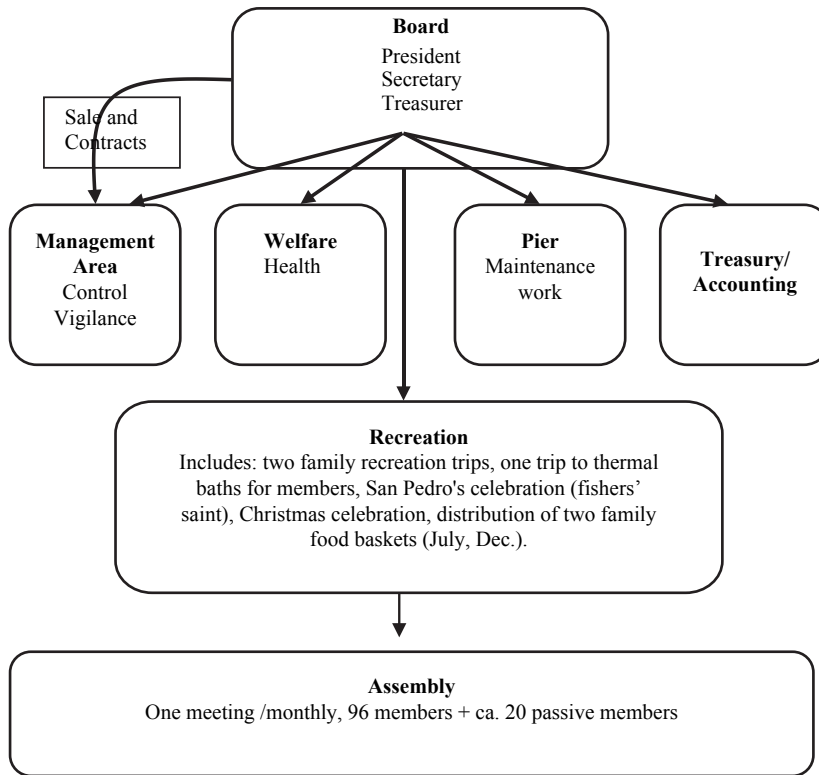 Board
President
Secretary
Treasurer
Sale and
Contracts
Management
Area
Control
Vigilance
Welfare
Health
Pier
Maintenance
work
Treasury/
Accounting
Recreation
Includes: two family recreation trips, one trip to thermal
baths for members, San Pedro's celebration (fishers’
saint), Christmas celebration, distribution of two family
food baskets (July, Dec.).
Assembly
One meeting /monthly, 96 members + ca. 20 passive members